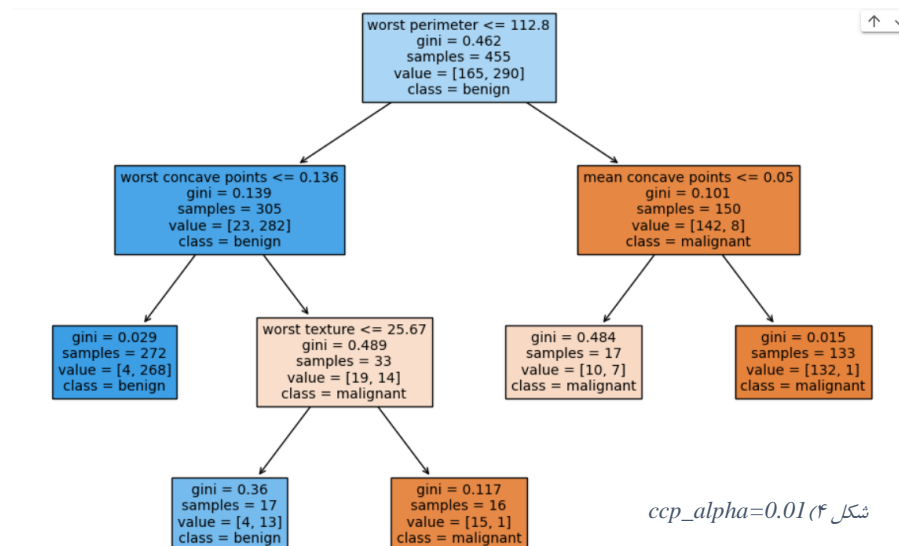 worst perimeter <= 112.8
gini = 0.462
samples = 455
value = [165, 290]
class = benign
worst concave points <= 0.136
gini = 0.139
samples = 305
value = [23, 282]
class = benign
mean concave points <= 0.05
gini = 0.101
samples = 150
value = [142, 8]
class = malignant
gini = 0.029
samples = 272
value = [4, 268]
class = benign
worst texture <= 25.67
gini = 0.489
samples = 33
value = [19, 14]
class = malignant
gini = 0.484
samples = 17
value = [10, 7]
class = malignant
gini = 0.015
samples = 133
value = [132, 1]
class = malignant
gini = 0.36
samples = 17
value = [4, 13]
class = benign
gini = 0.117
samples = 16
value = [15, 1]
class = malignant
شکل ۴) ccp_alpha=0.01